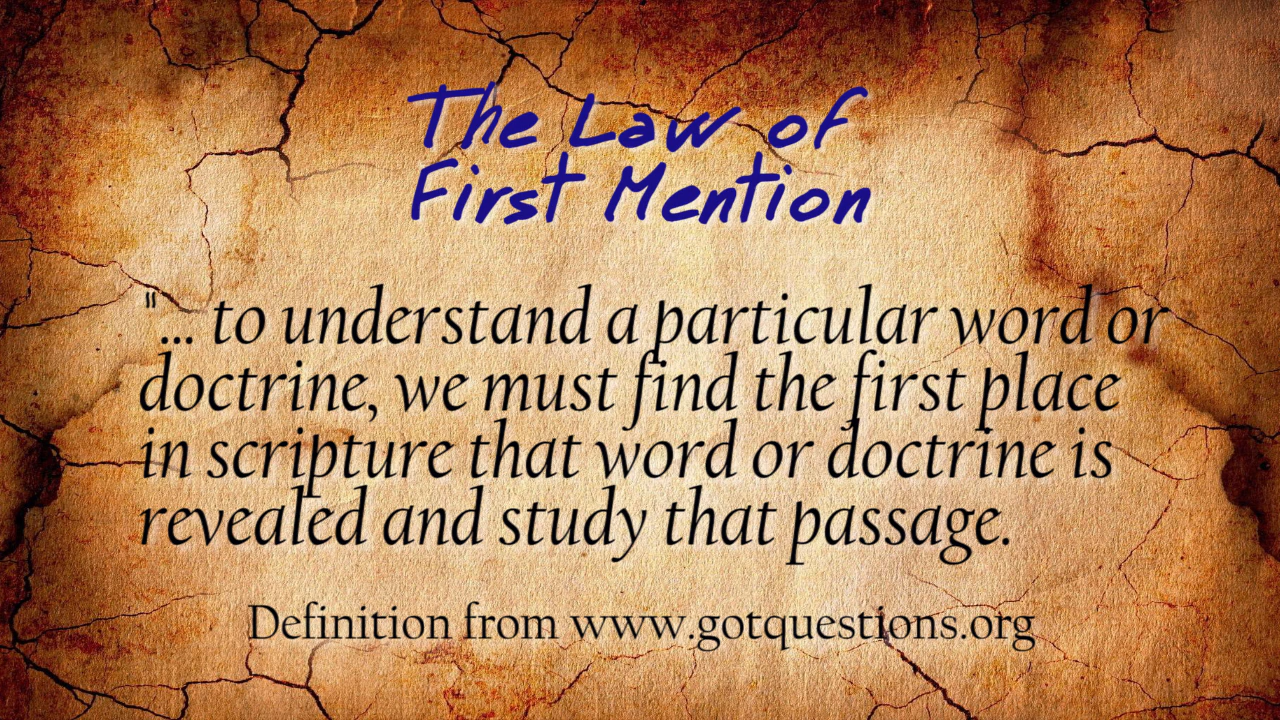 The Law of
First Mention
"... to understand a particular word or
doctrine, we must find the first place
in scripture that word or doctrine is
revealed and study that passage.
Definition from www.gotquestions.org